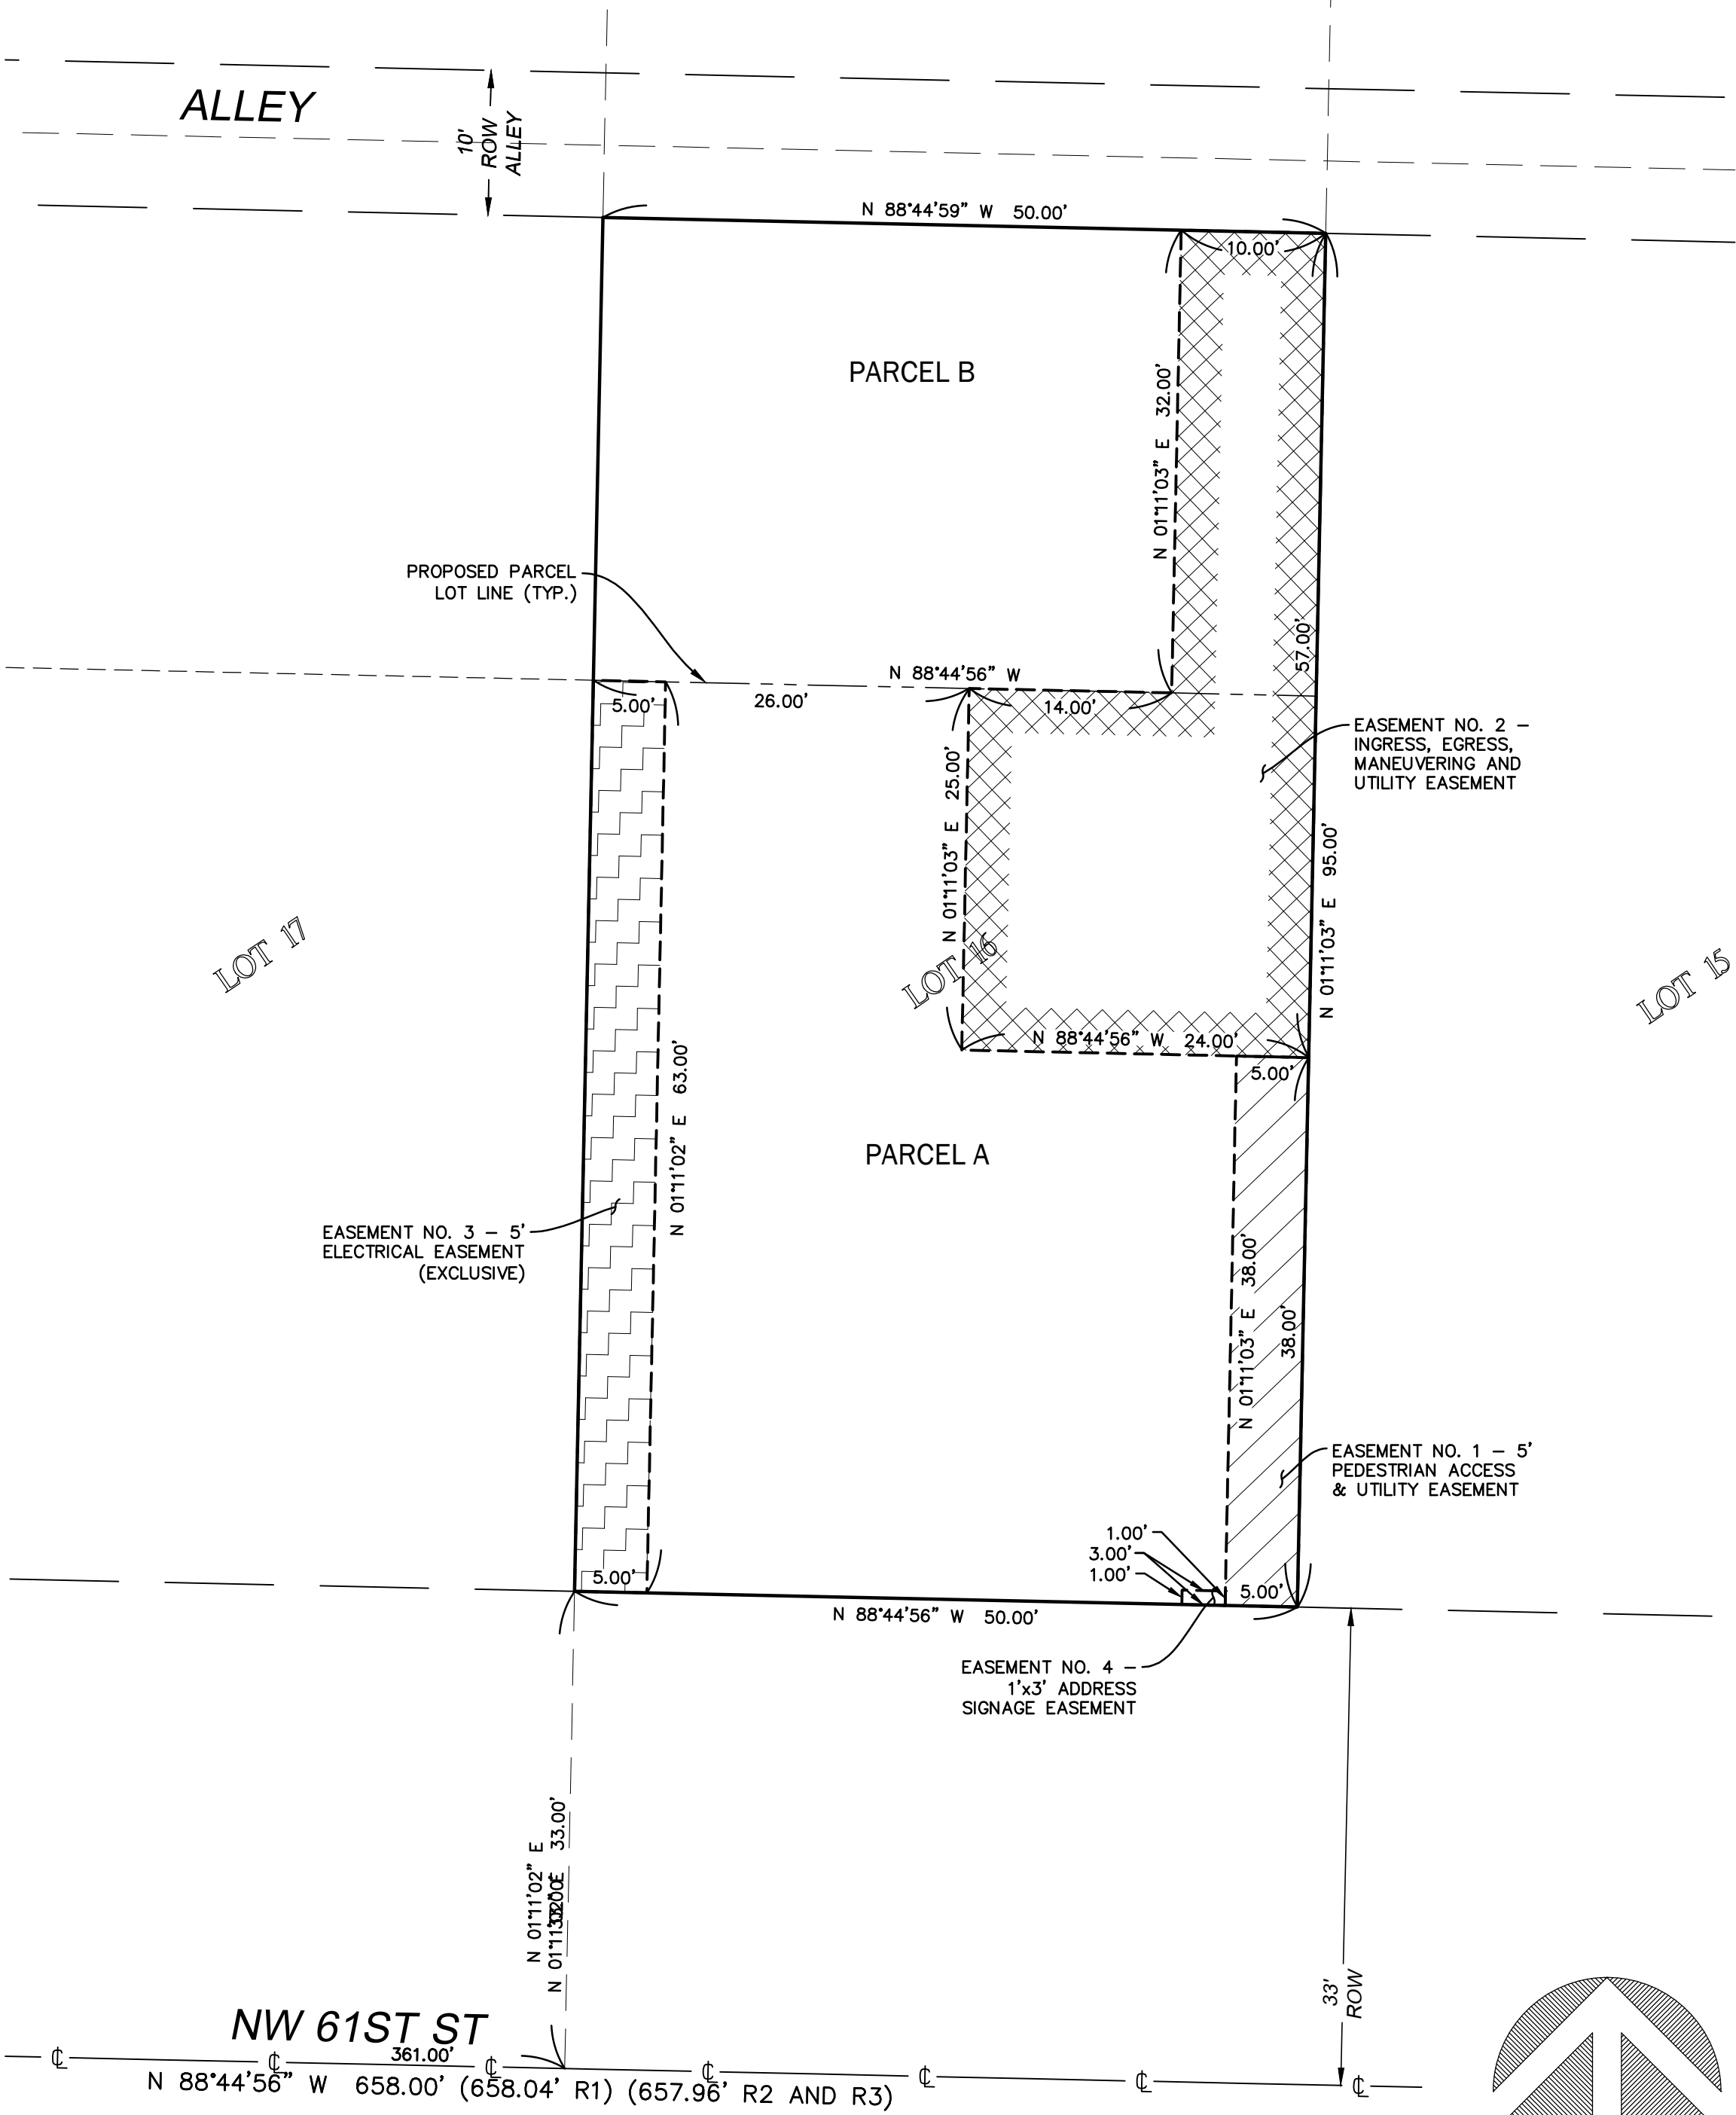 ALLEY
10'
ROW
ALLEY
N 88°44'59" W 50.00'
10.00'
PARCEL B
N 01°11'03" E 32.00'
PROPOSED PARCEL
LOT LINE (TYP.)
57.00'
N 88°44'56" W
5.00'
26.00'
14.00'
EASEMENT NO. 2 –
INGRESS, EGRESS,
MANEUVERING AND
UTILITY EASEMENT
N 01°11'03" E 25.00'
N 01°11'03" E 95.00'
LOT 17
LOT 16
LOT 15
N 88°44'56" W 24.00'
5.00'
N 01°11'02" E 63.00'
PARCEL A
EASEMENT NO. 3 – 5'
ELECTRICAL EASEMENT
(EXCLUSIVE)
N 01°11'03" E 38.00'
38.00'
EASEMENT NO. 1 – 5'
PEDESTRIAN ACCESS
& UTILITY EASEMENT
1.00'
3.00'
1.00'
5.00'
5.00'
N 88°44'56" W 50.00'
EASEMENT NO. 4 –
1'x3' ADDRESS
SIGNAGE EASEMENT
N 01°11'02" E
33.00'
33'
ROW
NW 61ST ST
361.00'
℄ ℄ ℄ ℄ ℄ ℄ ℄
N 88°44'56" W 658.00' (658.04' R1) (657.96' R2 AND R3)